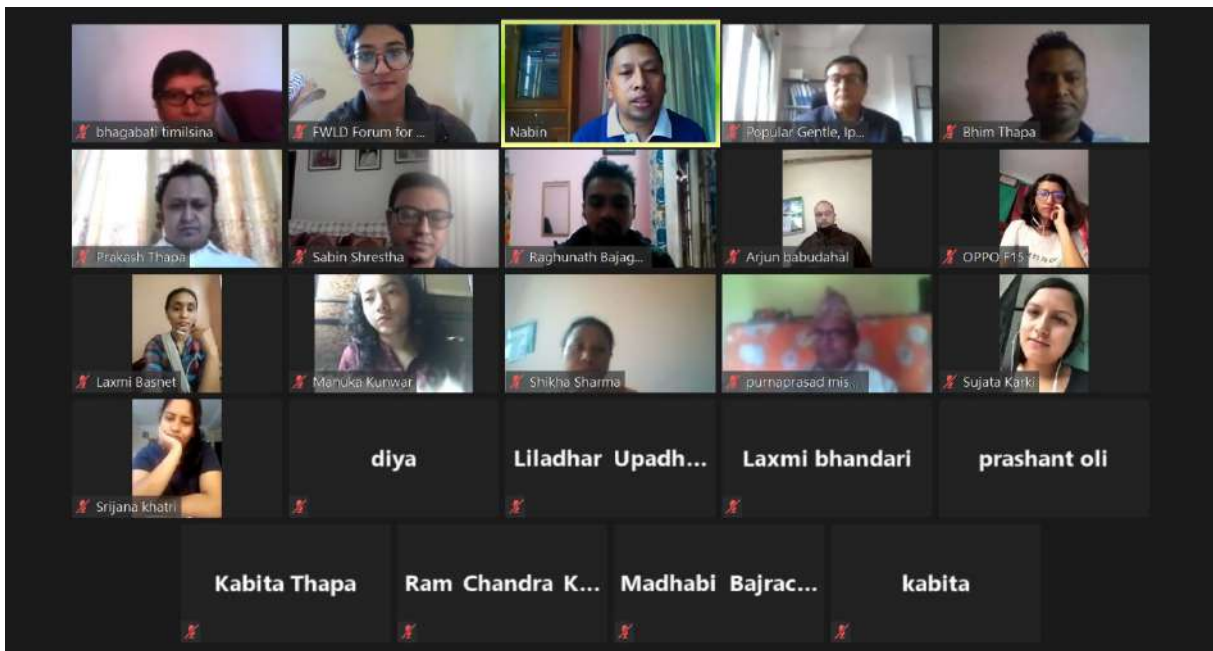 bhagabati timilsina
FWLD Forum for ...
Nabin
Popular Gentle, Ip...
Bhim Thapa
Prakash Thapa
Sabin Shrestha
Raghunath Bajag...
Arjun babudahal
OPPO F15
Laxmi Basnet
Manuka Kunwar
Shikha Sharma
purnaprasad mis...
Sujata Karki
Srijana khatri
diya
Liladhar Upadh...
Laxmi bhandari
prashant oli
Kabita Thapa
Ram Chandra K...
Madhabi Bajrac...
kabita